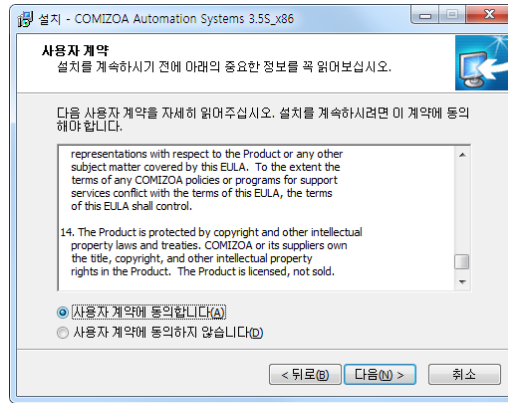 설치 - COMIZOA Automation Systems 3.5S_x86
사용자 계약
설치를 계속하시기 전에 아래의 중요한 정보를 꼭 읽어보십시오.
다음 사용자 계약을 자세히 읽어주십시오. 설치를 계속하시려면 이 계약에 동의
해야 합니다.
representations with respect to the Product or any other
subject matter covered by this EULA.  To the extent the
terms of any COMIZOA policies or programs for support
services conflict with the terms of this EULA, the terms
of this EULA shall control.
14. The Product is protected by copyright and other intellectual
property laws and treaties. COMIZOA or its suppliers own
the title, copyright, and other intellectual property
rights in the Product.  The Product is licensed, not sold.
사용자 계약에 동의합니다(A)
사용자 계약에 동의하지 않습니다(D)
< 뒤로(B) 다음(N) > 취소